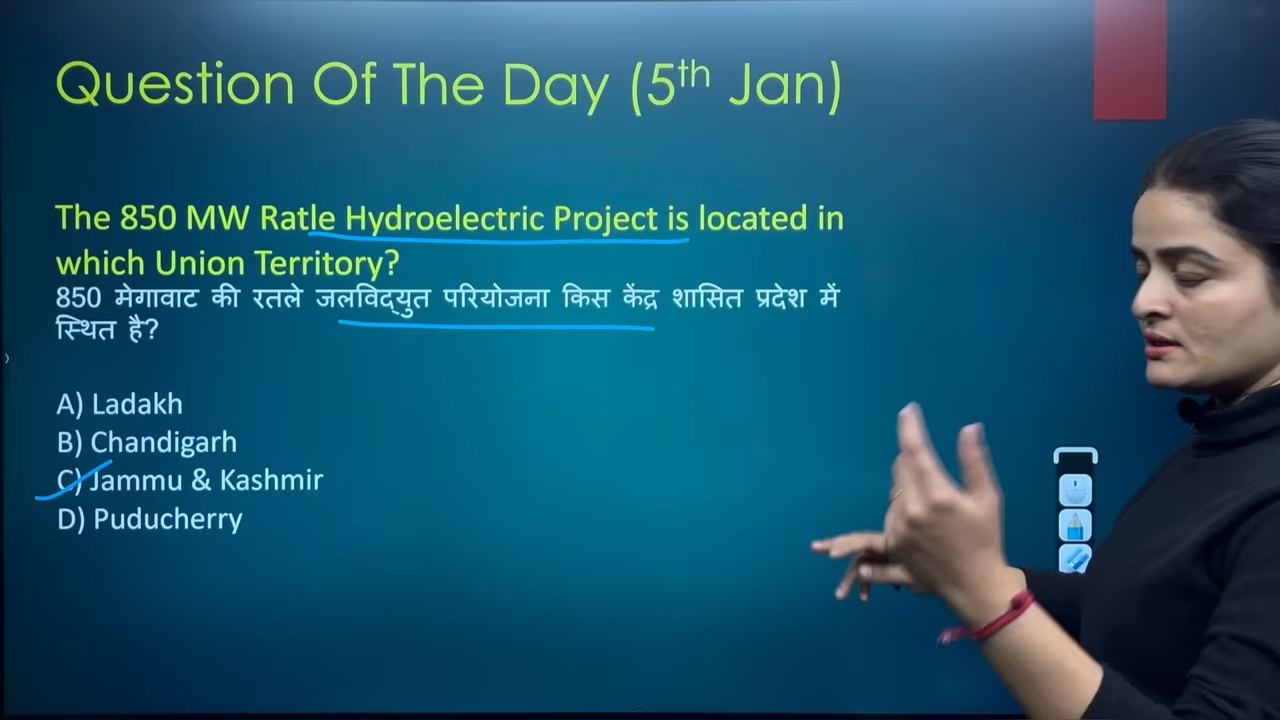 Question Of The Day (5th Jan)
The 850 MW Ratle Hydroelectric Project is located in
which Union Territory?
850 मेगावाट की रतले जलविद्युत परियोजना किस केंद्र शासित प्रदेश में
स्थित है?
A) Ladakh
B) Chandigarh
C) Jammu & Kashmir
D) Puducherry